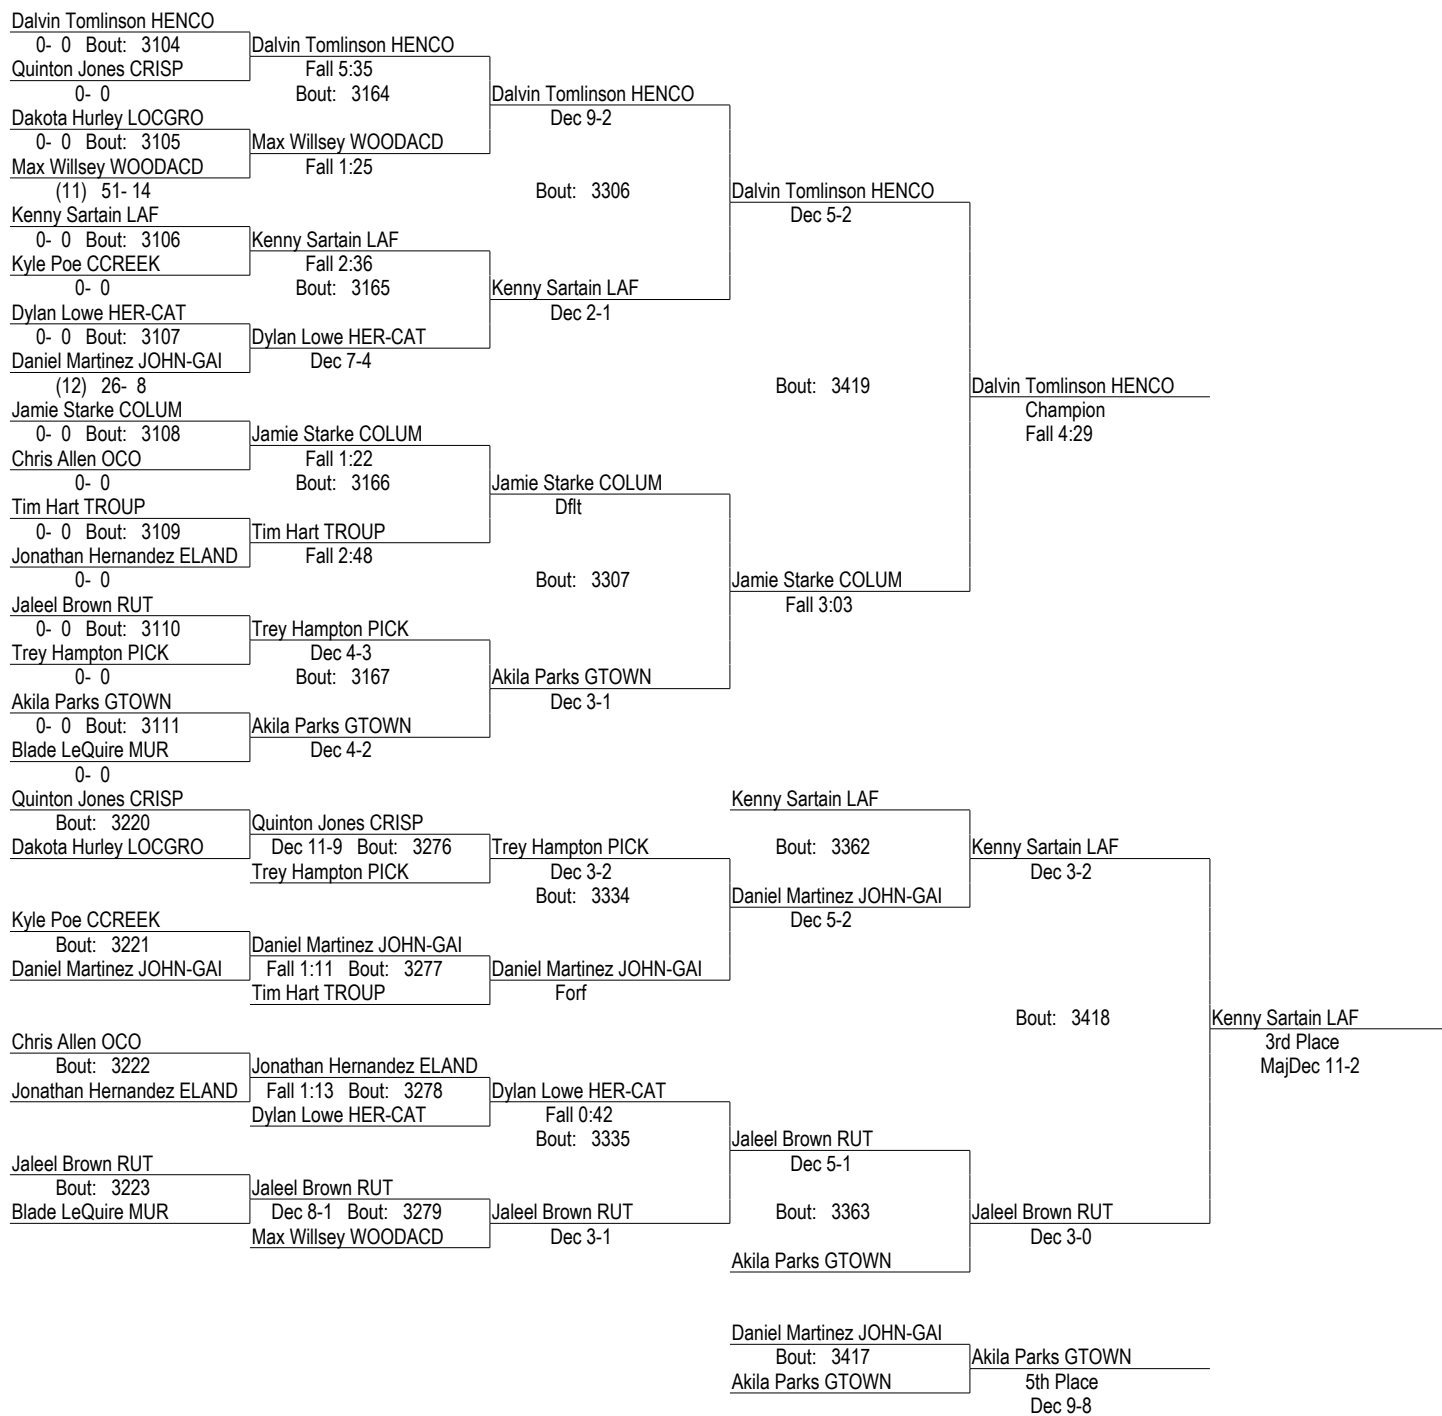 Dalvin Tomlinson HENCO
0- 0 Bout: 3104 Dalvin Tomlinson HENCO
Quinton Jones CRISP Fall 5:35
0- 0 Bout: 3164 Dalvin Tomlinson HENCO
Dakota Hurley LOCGRO Dec 9-2
0- 0 Bout: 3105 Max Willsey WOODACD
Max Willsey WOODACD Fall 1:25
(11) 51- 14 Bout: 3306 Dalvin Tomlinson HENCO
Kenny Sartain LAF Dec 5-2
0- 0 Bout: 3106 Kenny Sartain LAF
Kyle Poe CCREEK Fall 2:36
0- 0 Bout: 3165 Kenny Sartain LAF
Dylan Lowe HER-CAT Dec 2-1
0- 0 Bout: 3107 Dylan Lowe HER-CAT
Daniel Martinez JOHN-GAI Dec 7-4
(12) 26- 8 Bout: 3419 Dalvin Tomlinson HENCO
Jamie Starke COLUM Champion
0- 0 Bout: 3108 Jamie Starke COLUM Fall 4:29
Chris Allen OCO Fall 1:22
0- 0 Bout: 3166 Jamie Starke COLUM
Tim Hart TROUP Dflt
0- 0 Bout: 3109 Tim Hart TROUP
Jonathan Hernandez ELAND Fall 2:48
0- 0 Bout: 3307 Jamie Starke COLUM
Jaleel Brown RUT Fall 3:03
0- 0 Bout: 3110 Trey Hampton PICK
Trey Hampton PICK Dec 4-3
0- 0 Bout: 3167 Akila Parks GTOWN
Akila Parks GTOWN Dec 3-1
0- 0 Bout: 3111 Akila Parks GTOWN
Blade LeQuire MUR Dec 4-2
0- 0
Quinton Jones CRISP Kenny Sartain LAF
Bout: 3220 Quinton Jones CRISP
Dakota Hurley LOCGRO Dec 11-9 Bout: 3276 Trey Hampton PICK Bout: 3362 Kenny Sartain LAF
Trey Hampton PICK Dec 3-2 Dec 3-2
Bout: 3334 Daniel Martinez JOHN-GAI
Kyle Poe CCREEK Dec 5-2
Bout: 3221 Daniel Martinez JOHN-GAI
Daniel Martinez JOHN-GAI Fall 1:11 Bout: 3277 Daniel Martinez JOHN-GAI
Tim Hart TROUP Forf
Bout: 3418 Kenny Sartain LAF
Chris Allen OCO 3rd Place
Bout: 3222 Jonathan Hernandez ELAND MajDec 11-2
Jonathan Hernandez ELAND Fall 1:13 Bout: 3278 Dylan Lowe HER-CAT
Dylan Lowe HER-CAT Fall 0:42
Bout: 3335 Jaleel Brown RUT
Jaleel Brown RUT Dec 5-1
Bout: 3223 Jaleel Brown RUT
Blade LeQuire MUR Dec 8-1 Bout: 3279 Jaleel Brown RUT Bout: 3363 Jaleel Brown RUT
Max Willsey WOODACD Dec 3-1 Dec 3-0
Akila Parks GTOWN
Daniel Martinez JOHN-GAI
Bout: 3417 Akila Parks GTOWN
Akila Parks GTOWN 5th Place
Dec 9-8